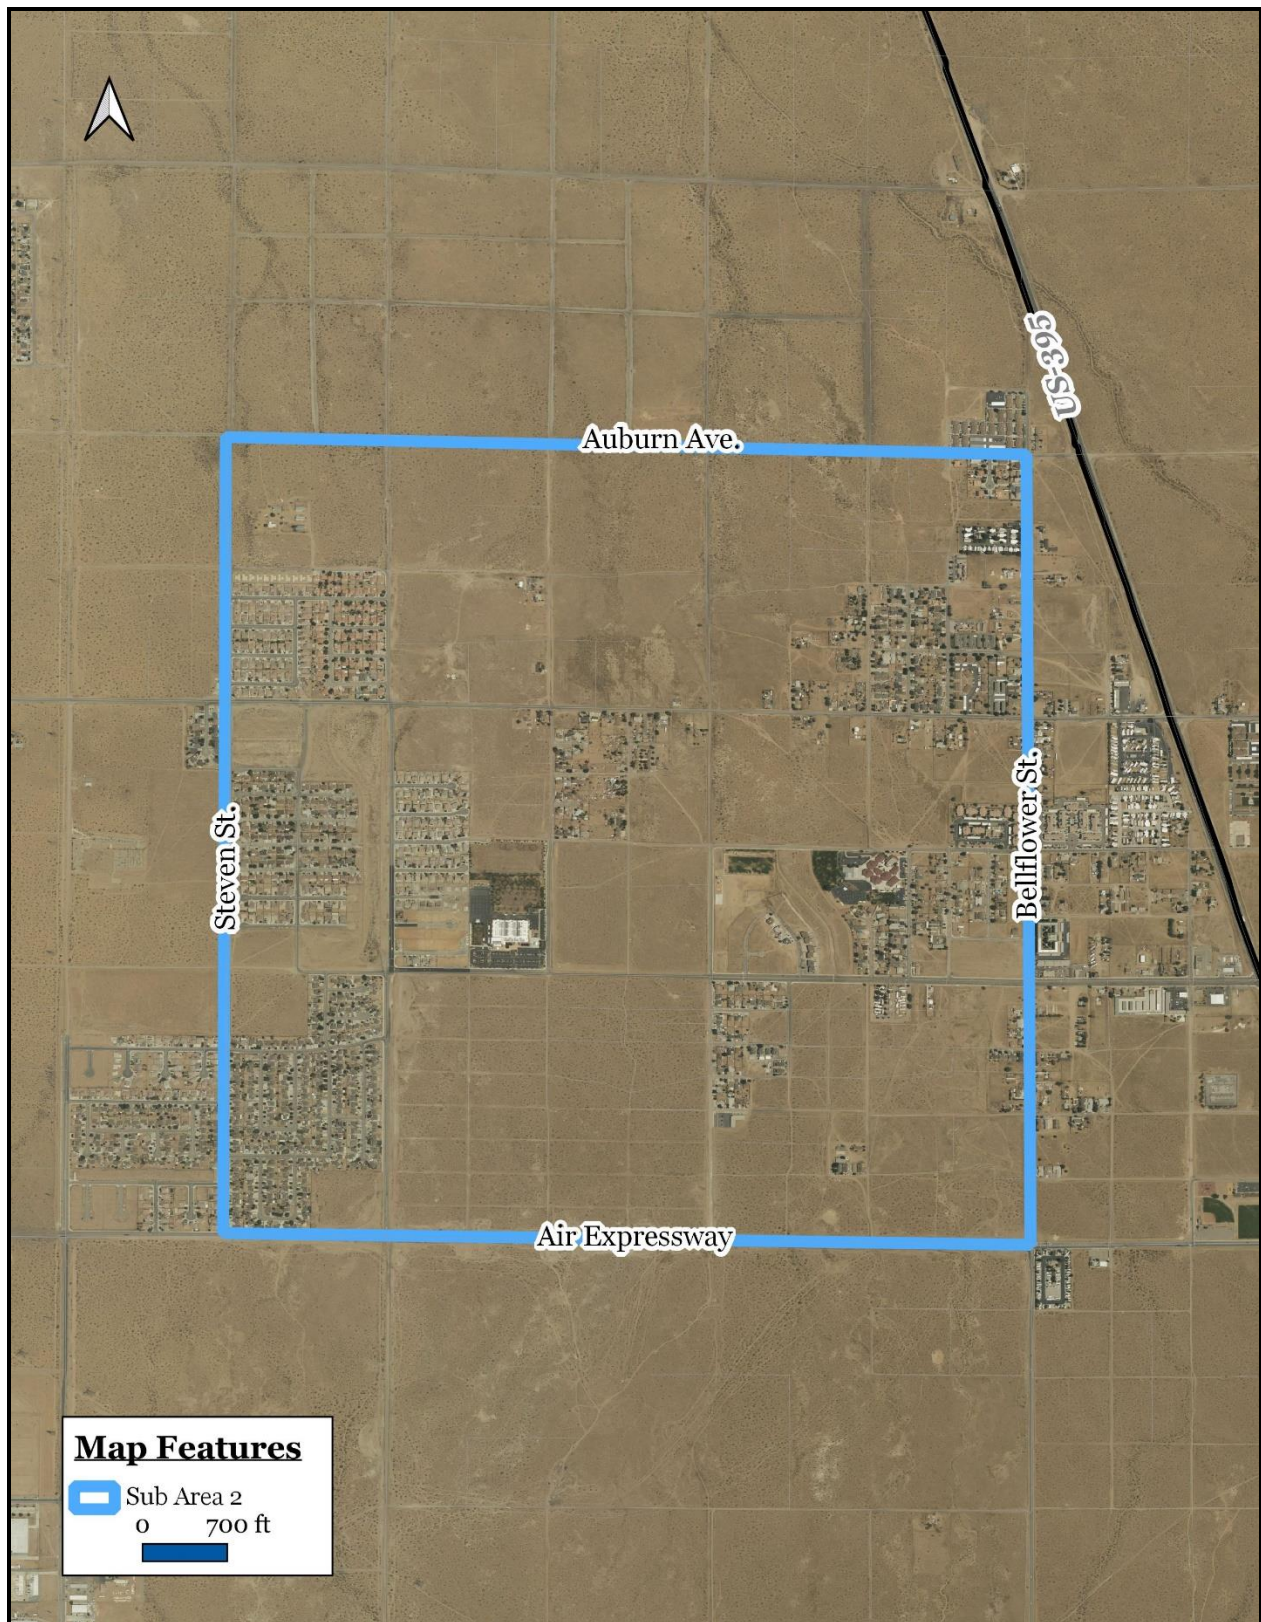 US-395
Auburn Ave.
Steven St.
Bellflower St.
Air Expressway
Map Features
Sub Area 2
0 700 ft